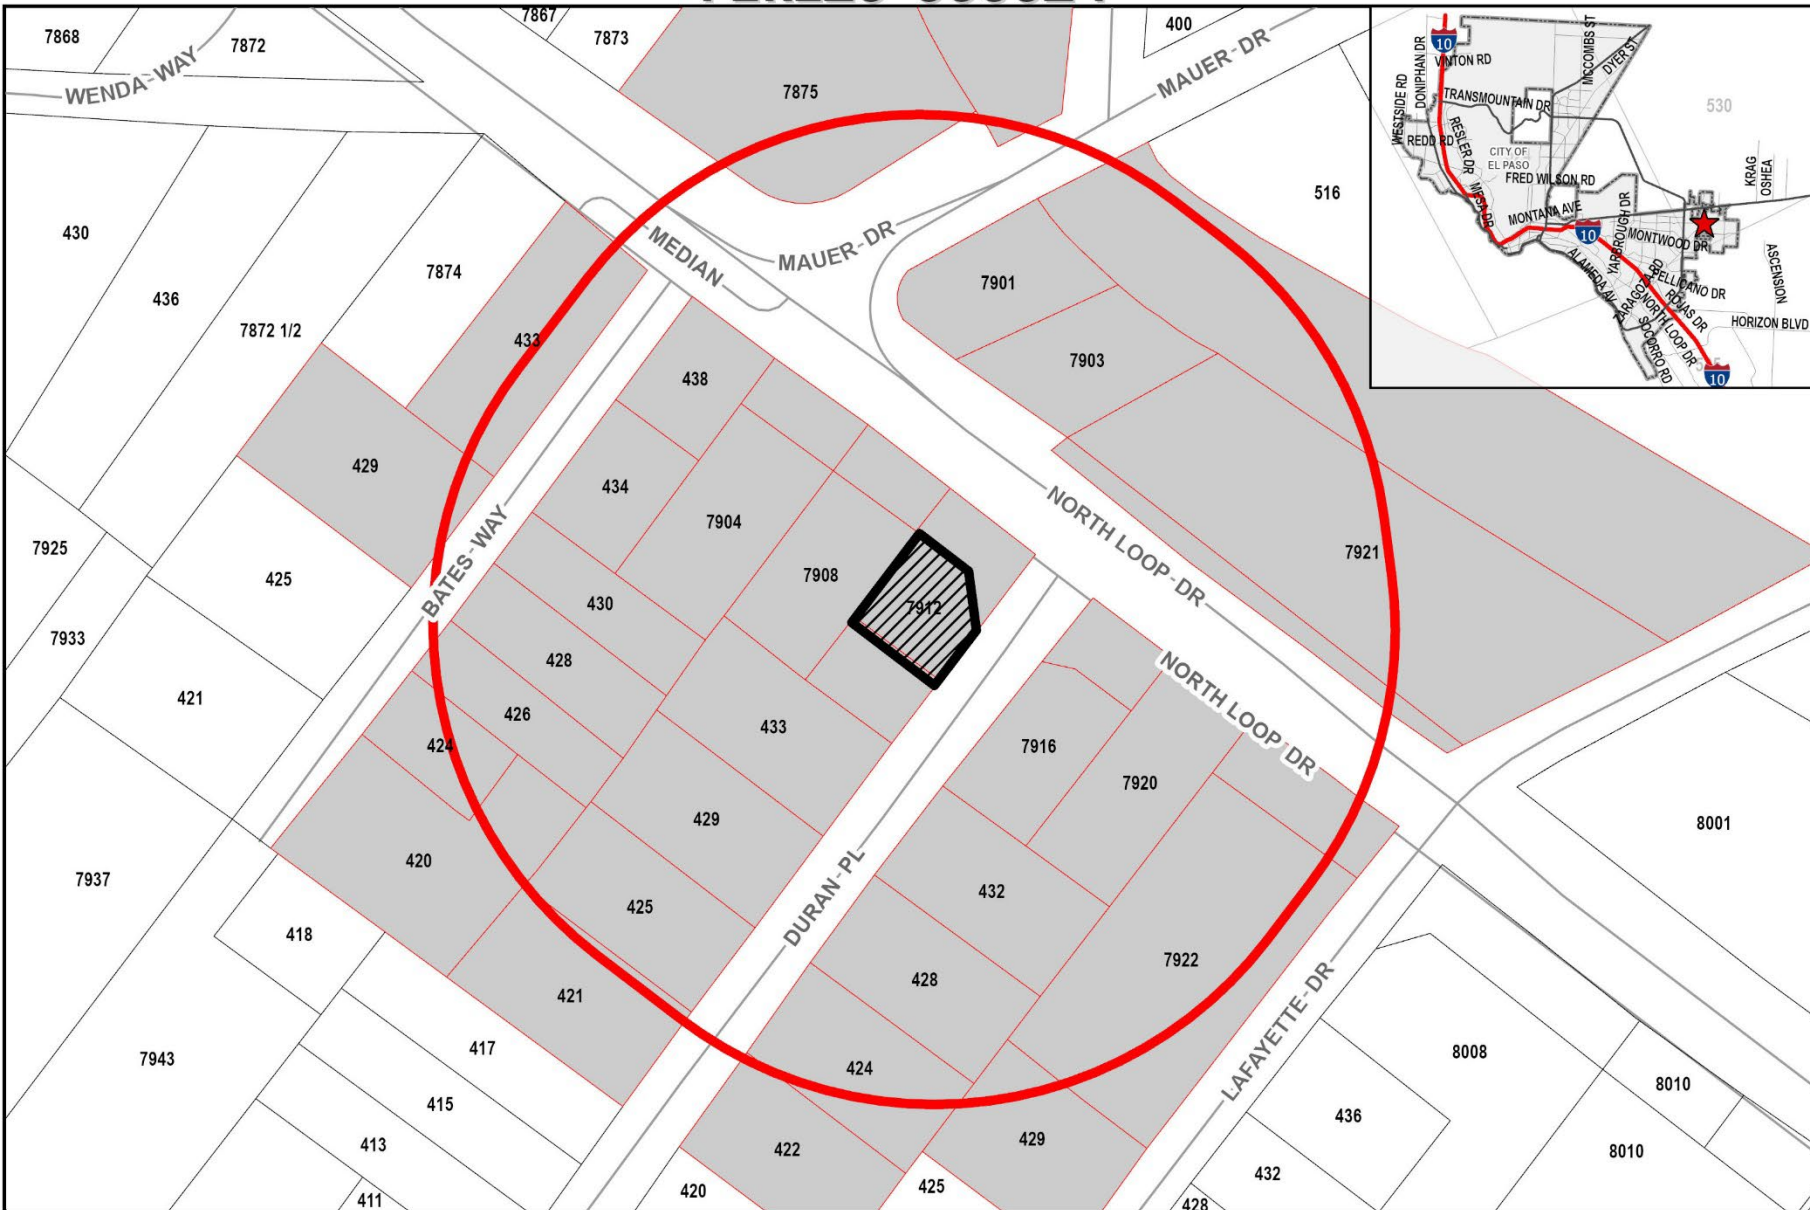 7868
7872
7867
7873
400
WENDA-WAY
7875
MAUER-DR
430
436
7872 1/2
7874
433
MEDIAN
MAUER-DR
516
7901
7903
438
429
434
7904
7908
7912
7921
NORTH LOOP-DR
NORTH LOOP DR
BATES-WAY
7925
425
430
428
426
424
7933
421
433
429
7916
7920
8001
7937
420
425
DURAN-PL
432
428
7922
418
421
LAFAYETTE-DR
7943
417
424
8008
8010
415
436
413
422
429
8010
432
411
420
425
428
10
VINTON RD
DONIPHAN DR
MCCOMBS ST
DYER ST
WESTSIDE RD
TRANSMOUNTAIN DR
530
RESLER DR
REDD RD
CITY OF
EL PASO
FRED WILSON RD
KRAG
OSHEA
MESA DR
MONTANA AVE
10
YARBROUGH DR
MONTWOOD DR
ALAMEDA AV
PELLICANO DR
ROJAS DR
NORTH LOOP DR
SOCORRO RD
ASCENSION
HORIZON BLVD
10